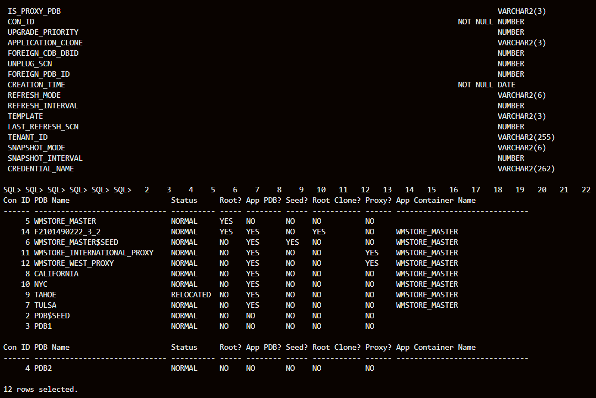 IS_PROXY_PDB VARCHAR2(3)
CON_ID NOT NULL NUMBER
UPGRADE_PRIORITY NUMBER
APPLICATION_CLONE VARCHAR2(3)
FOREIGN_CDB_DBID NUMBER
UNPLUG_SCN NUMBER
FOREIGN_PDB_ID NUMBER
CREATION_TIME NOT NULL DATE
REFRESH_MODE VARCHAR2(6)
REFRESH_INTERVAL NUMBER
TEMPLATE VARCHAR2(3)
LAST_REFRESH_SCN NUMBER
TENANT_ID VARCHAR2(255)
SNAPSHOT_MODE VARCHAR2(6)
SNAPSHOT_INTERVAL NUMBER
CREDENTIAL_NAME VARCHAR2(262)
SQL> SQL> SQL> SQL> SQL> SQL> 2 3 4 5 6 7 8 9 10 11 12 13 14 15 16 17 18 19 20 21 22
Con ID PDB Name Status Root? App PDB? Seed? Root Clone? Proxy? App Container Name
------ ------------------------------ ---------- ----- -------- ----- ----------- ------ ------------------------------
5 WMSTORE_MASTER NORMAL YES NO NO NO NO
14 F2101490222_3_2 NORMAL YES YES NO YES NO WMSTORE_MASTER
6 WMSTORE_MASTER$SEED NORMAL NO YES YES NO NO WMSTORE_MASTER
11 WMSTORE_INTERNATIONAL_PROXY NORMAL NO YES NO NO YES WMSTORE_MASTER
12 WMSTORE_WEST_PROXY NORMAL NO YES NO NO YES WMSTORE_MASTER
8 CALIFORNIA NORMAL NO YES NO NO NO WMSTORE_MASTER
10 NYC NORMAL NO YES NO NO NO WMSTORE_MASTER
9 TAHOE RELOCATED NO YES NO NO NO WMSTORE_MASTER
7 TULSA NORMAL NO YES NO NO NO WMSTORE_MASTER
2 PDB$SEED NORMAL NO NO NO NO NO
3 PDB1 NORMAL NO NO NO NO NO
Con ID PDB Name Status Root? App PDB? Seed? Root Clone? Proxy? App Container Name
------ ------------------------------ ---------- ----- -------- ----- ----------- ------ ------------------------------
4 PDB2 NORMAL NO NO NO NO NO
12 rows selected.